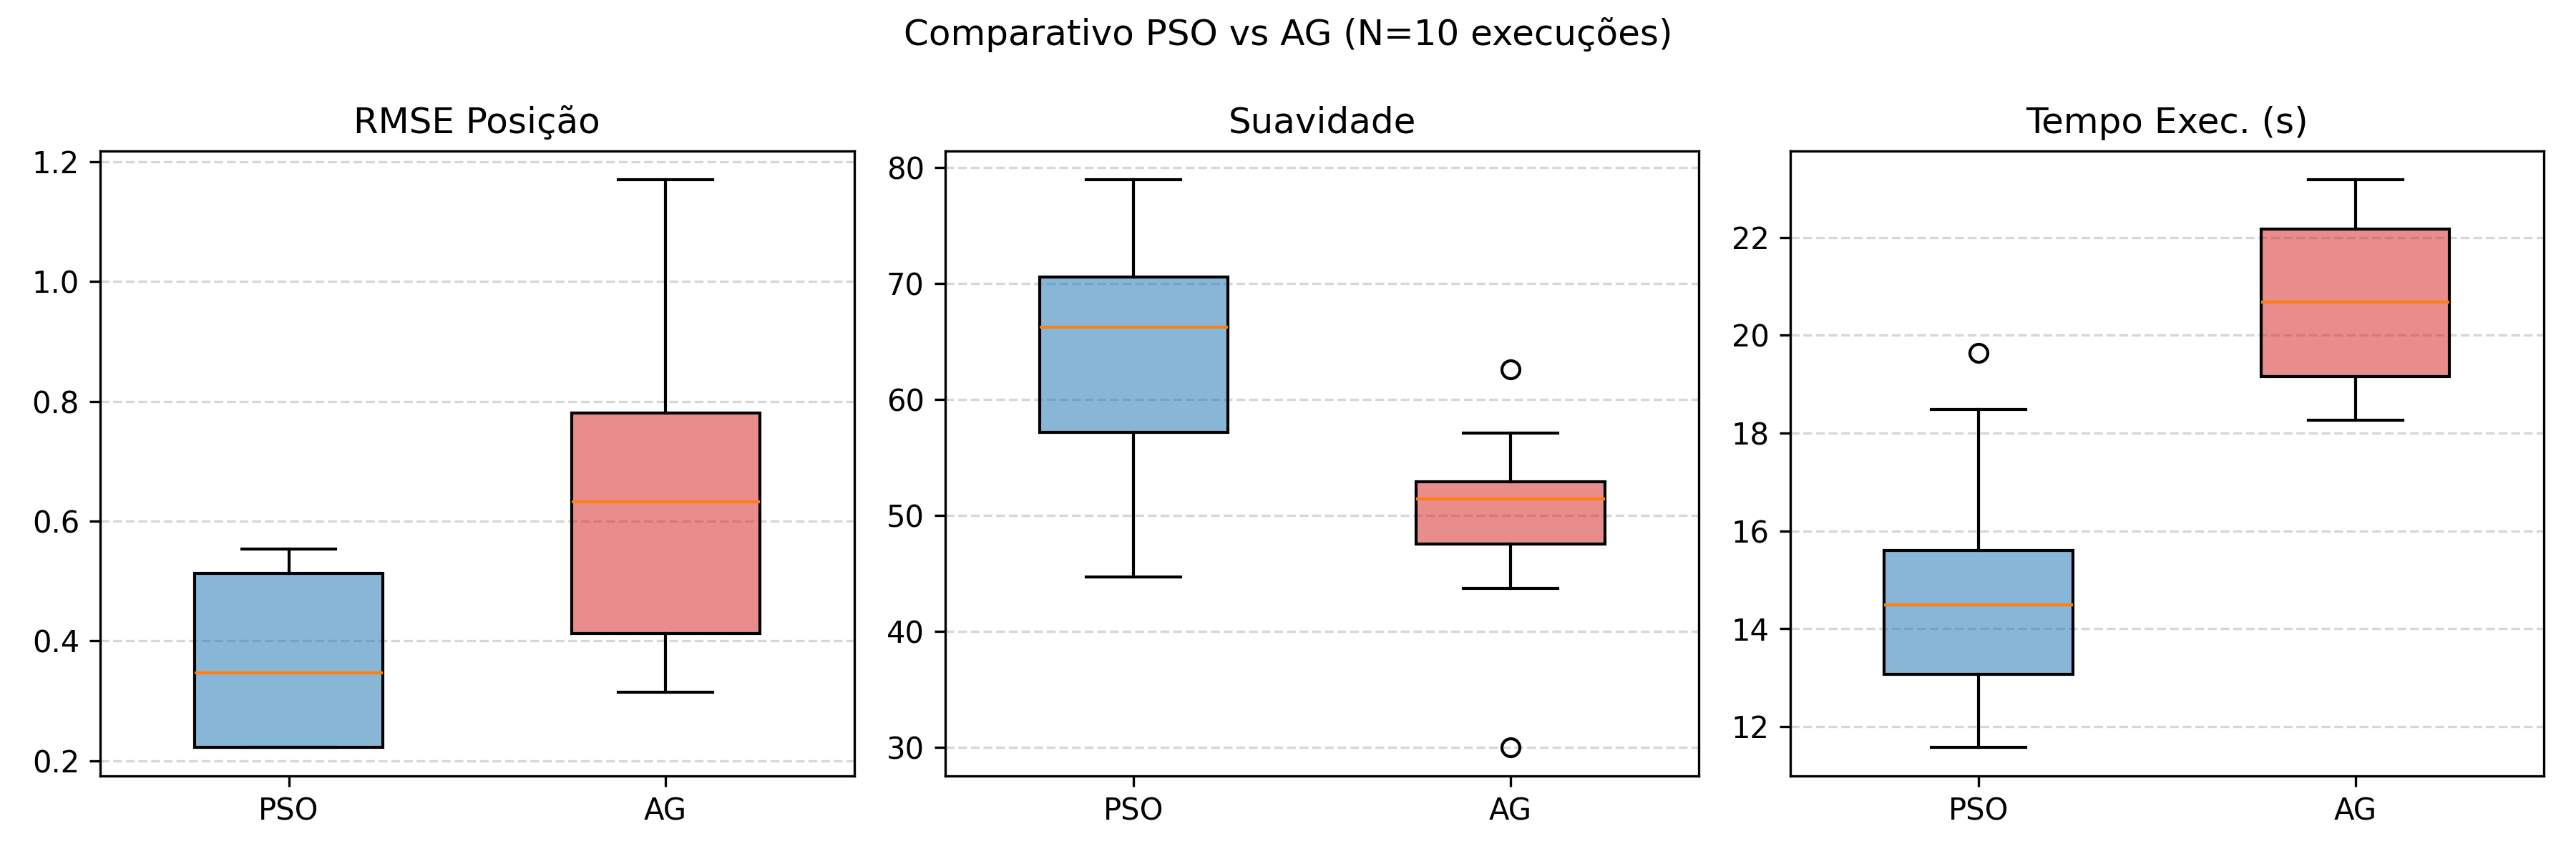 Comparativo PSO vs AG (N=10 execuções)
RMSE Posição
1.2
1.0
0.8
0.6
0.4
0.2
PSO
AG
Suavidade
80
70
60
50
40
30
PSO
AG
Tempo Exec. (s)
22
20
18
16
14
12
PSO
AG